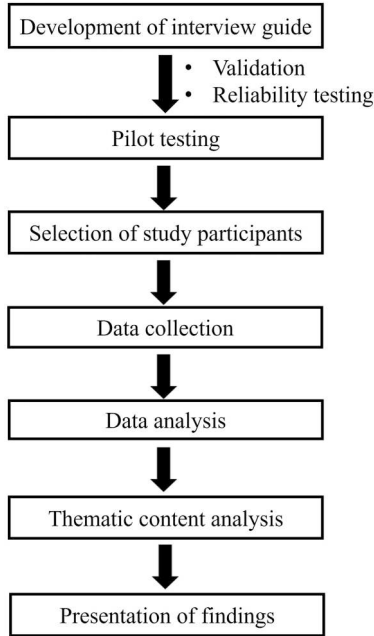 Development of interview guide
• Validation
• Reliability testing
Pilot testing
Selection of study participants
Data collection
Data analysis
Thematic content analysis
Presentation of findings